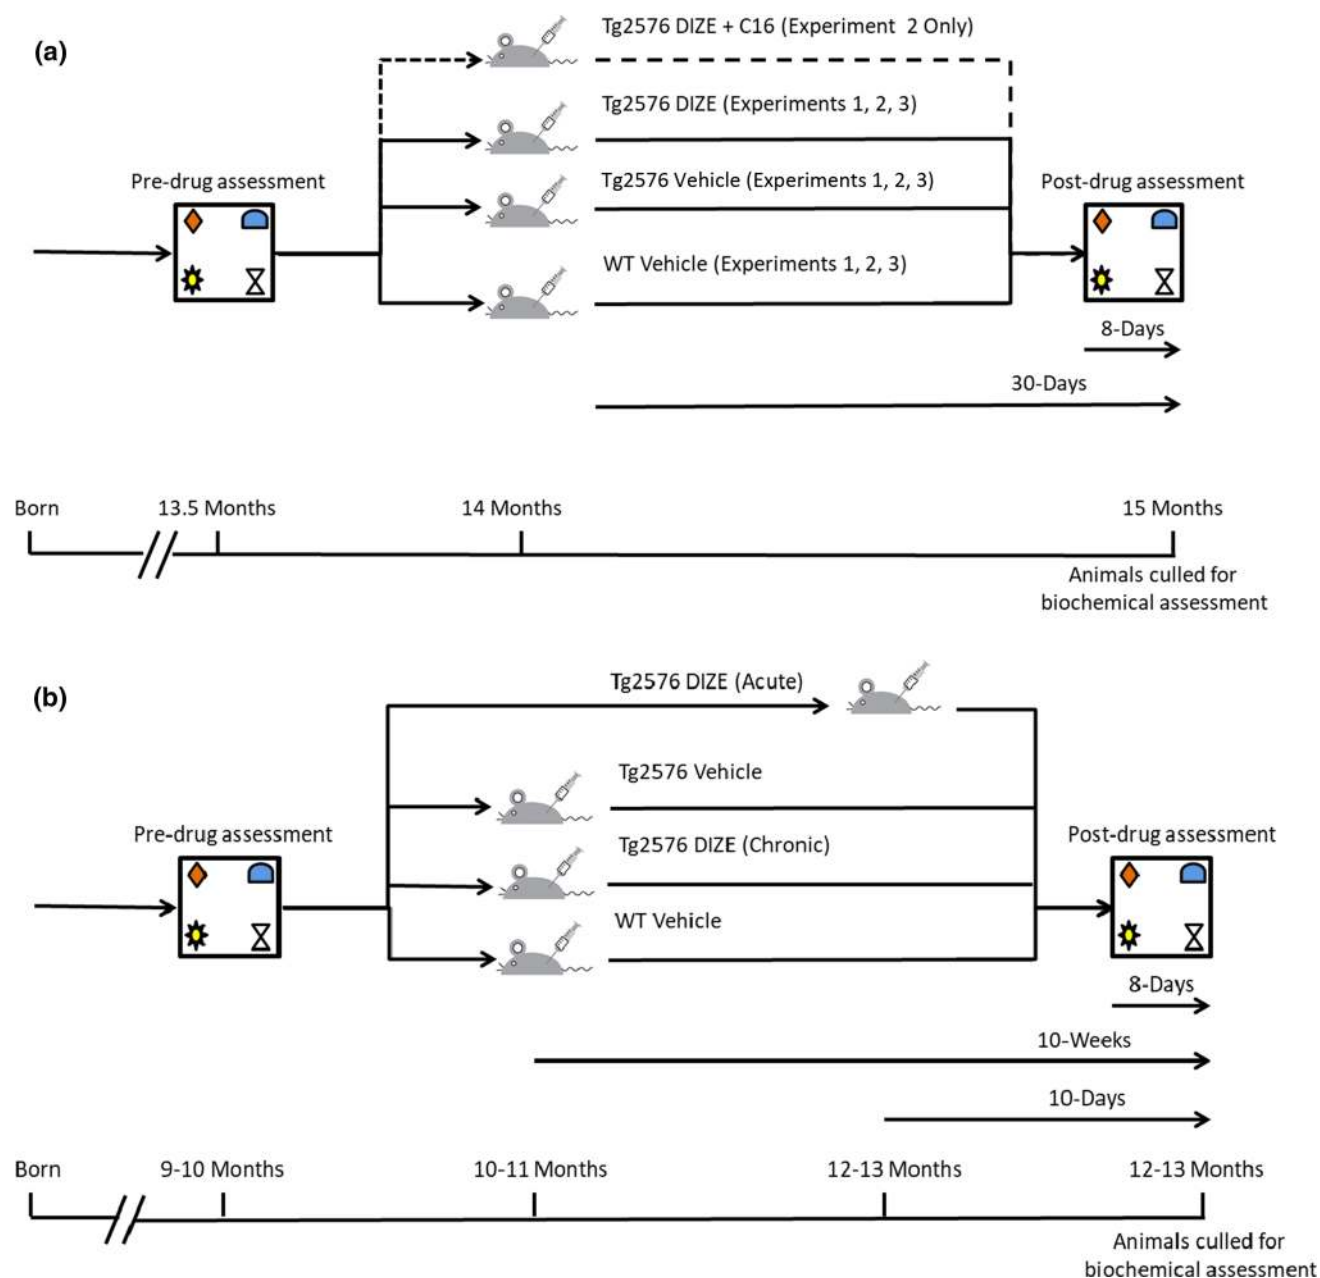 (a)
Tg2576 DIZE + C16 (Experiment 2 Only)
Tg2576 DIZE (Experiments 1, 2, 3)
Pre-drug assessment
Tg2576 Vehicle (Experiments 1, 2, 3)
Post-drug assessment
WT Vehicle (Experiments 1, 2, 3)
8-Days
30-Days
Born
13.5 Months
14 Months
15 Months
Animals culled for
biochemical assessment
(b)
Tg2576 DIZE (Acute)
Tg2576 Vehicle
Pre-drug assessment
Tg2576 DIZE (Chronic)
Post-drug assessment
WT Vehicle
8-Days
10-Weeks
10-Days
Born
9-10 Months
10-11 Months
12-13 Months
12-13 Months
Animals culled for
biochemical assessment